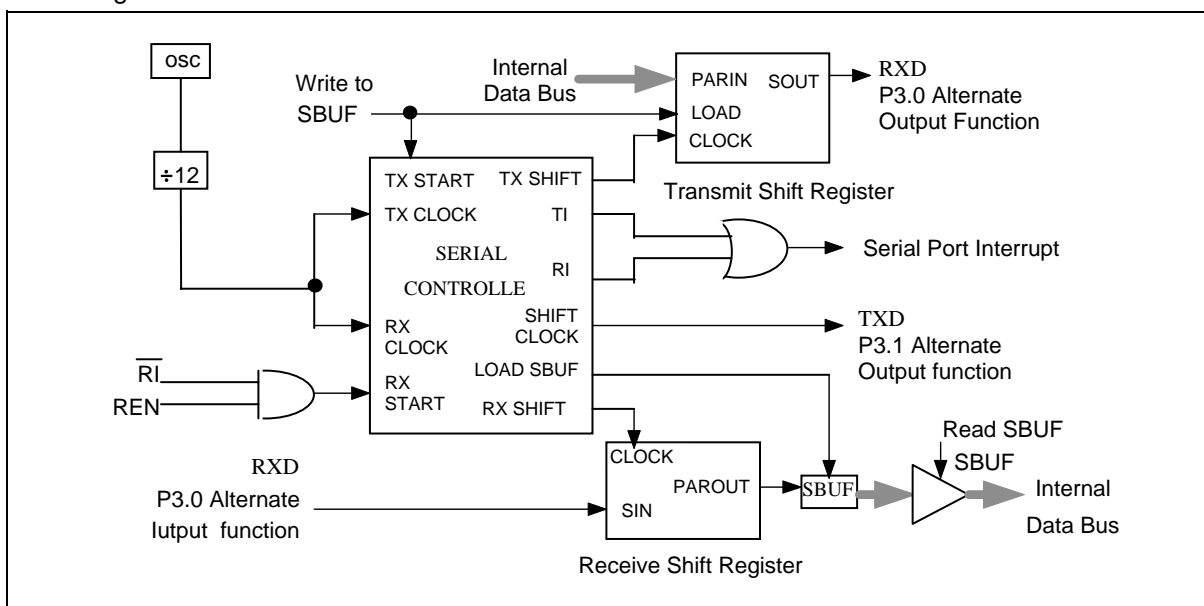 osc
÷12
Write to
SBUF
Internal
Data Bus
PARIN
SOUT
LOAD
CLOCK
RXD
P3.0 Alternate
Output Function
Transmit Shift Register
TX START
TX SHIFT
TX CLOCK
TI
SERIAL
RI
CONTROLLE
SHIFT
CLOCK
RX
CLOCK
LOAD SBUF
RX
START
RX SHIFT
Serial Port Interrupt
TXD
P3.1 Alternate
Output function
RI
REN
RXD
P3.0 Alternate
Iutput function
CLOCK
PAROUT
SIN
Receive Shift Register
SBUF
Read SBUF
SBUF
Internal
Data Bus